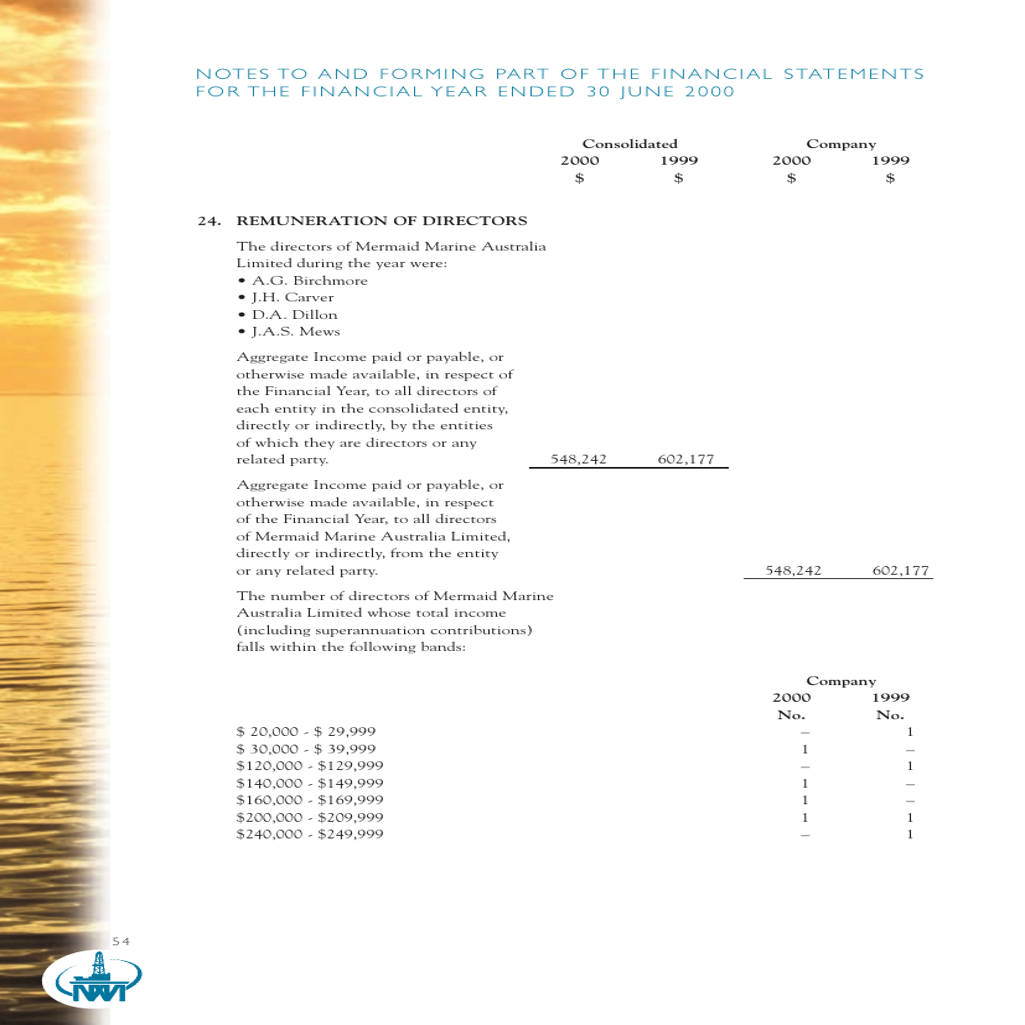 NOTES TO AND FORMING PART OF THE FINANCIAL STATEMENTS
FOR THE FINANCIAL YEAR ENDED 30 JUNE 2000
Consolidated Company
2000 1999 2000 1999
$ $ $ $
24. REMUNERATION OF DIRECTORS
The directors of Mermaid Marine Australia
Limited during the year were:
• A.G. Birchmore
• J.H. Carver
• D.A. Dillon
• J.A.S. Mews
Aggregate Income paid or payable, or
otherwise made available, in respect of
the Financial Year, to all directors of
each entity in the consolidated entity,
directly or indirectly, by the entities
of which they are directors or any
related party. 548,242 602,177
Aggregate Income paid or payable, or
otherwise made available, in respect
of the Financial Year, to all directors
of Mermaid Marine Australia Limited,
directly or indirectly, from the entity
or any related party. 548,242 602,177
The number of directors of Mermaid Marine
Australia Limited whose total income
(including superannuation contributions)
falls within the following bands:
Company
2000 1999
No. No.
$ 20,000 - $ 29,999 – 1
$ 30,000 - $ 39,999 1 –
$120,000 - $129,999 – 1
$140,000 - $149,999 1 –
$160,000 - $169,999 1 –
$200,000 - $209,999 1 1
$240,000 - $249,999 – 1
54